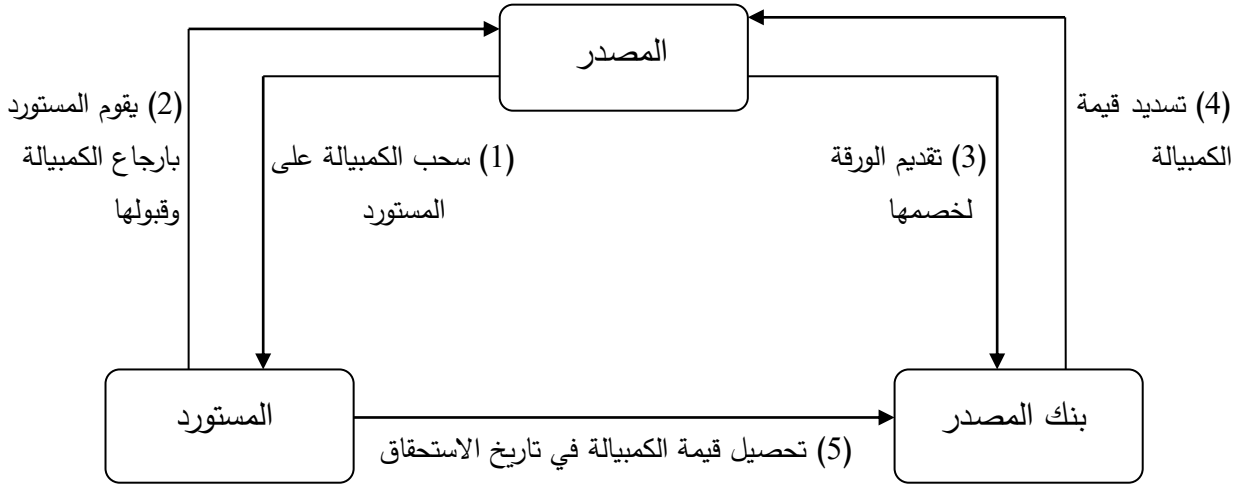 المصدر
(2) يقوم المستورد
بارجاع الكمبيالة
وقبولها
(1) سحب الكمبيالة على
المستورد
(3) تقديم الورقة
لخصمها
(4) تسديد قيمة
الكمبيالة
المستورد
بنك المصدر
(5) تحصيل قيمة الكمبيالة في تاريخ الاستحقاق